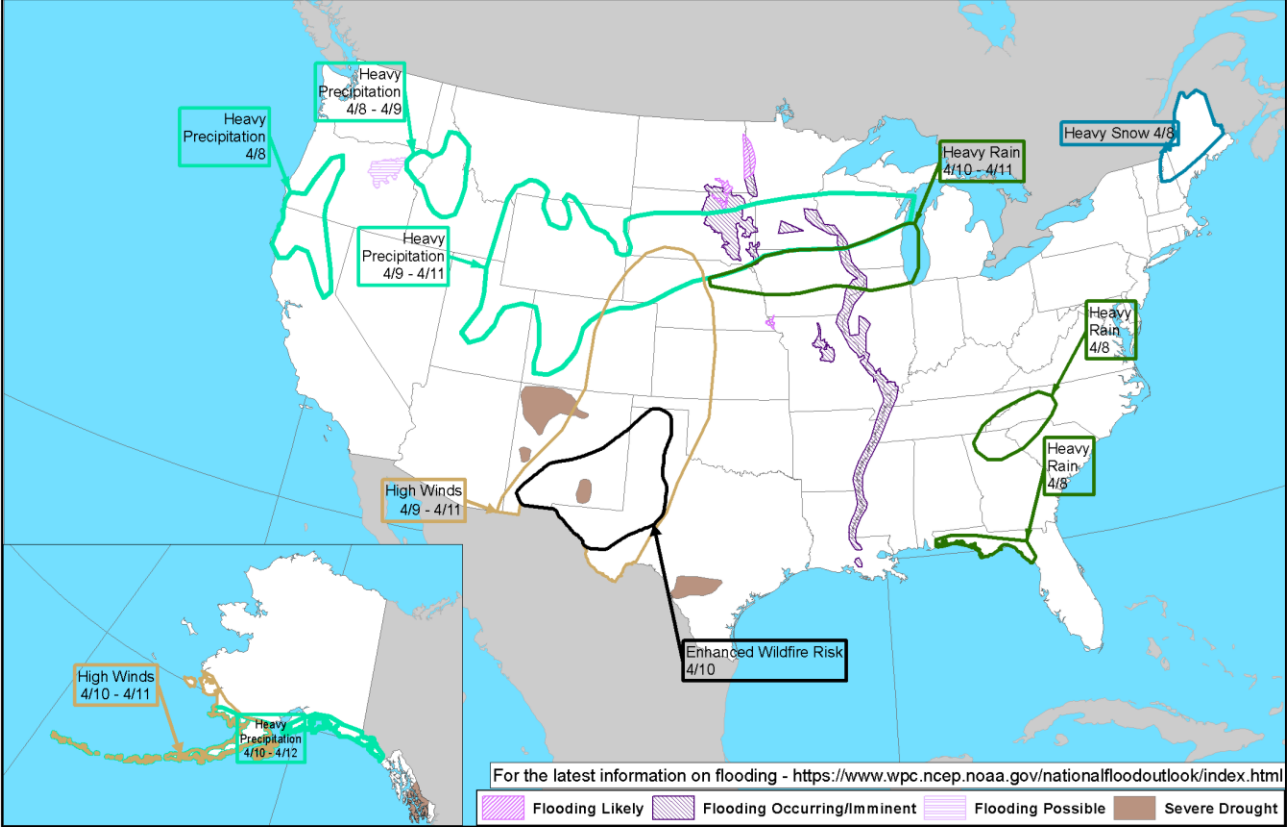 Heavy
Precipitation
4/8 - 4/9
Heavy
Precipitation
4/8
Heavy Snow 4/8
Heavy Rain
4/10 - 4/11
Heavy
Precipitation
4/9 - 4/11
Heavy
Rain
4/8
Heavy
Rain
4/8
High Winds
4/9 - 4/11
Enhanced Wildfire Risk
4/10
High Winds
4/10 - 4/11
Heavy
Precipitation
4/10 - 4/12
For the latest information on flooding - https://www.wpc.ncep.noaa.gov/nationalfloodoutlook/index.html
Flooding Likely
Flooding Occurring/Imminent
Flooding Possible
Severe Drought